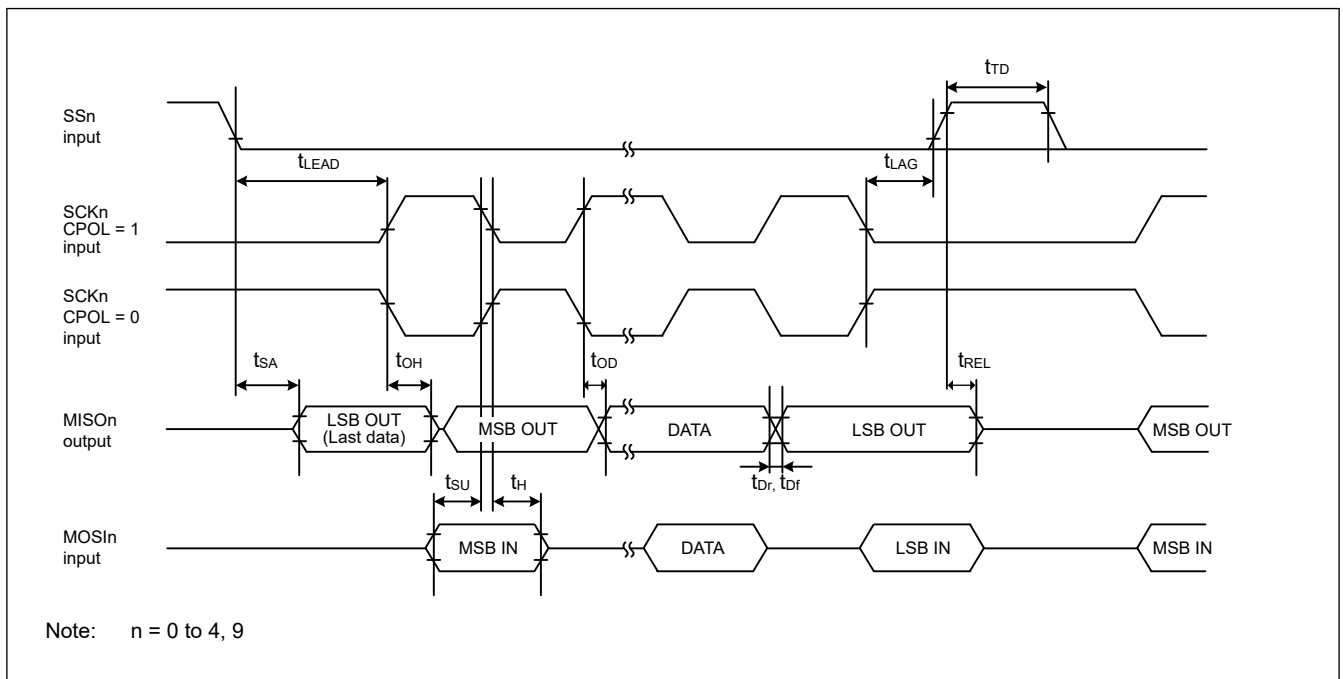 tTD
SSn
input
tLEAD
tLAG
SCKn
CPOL = 1
input
SCKn
CPOL = 0
input
tSA
tOH
tOD
tREL
MISOn
output
LSB OUT
(Last data)
MSB OUT
DATA
LSB OUT
MSB OUT
tSU
tH
tDr, tDf
MOSIn
input
MSB IN
DATA
LSB IN
MSB IN
Note: n = 0 to 4, 9